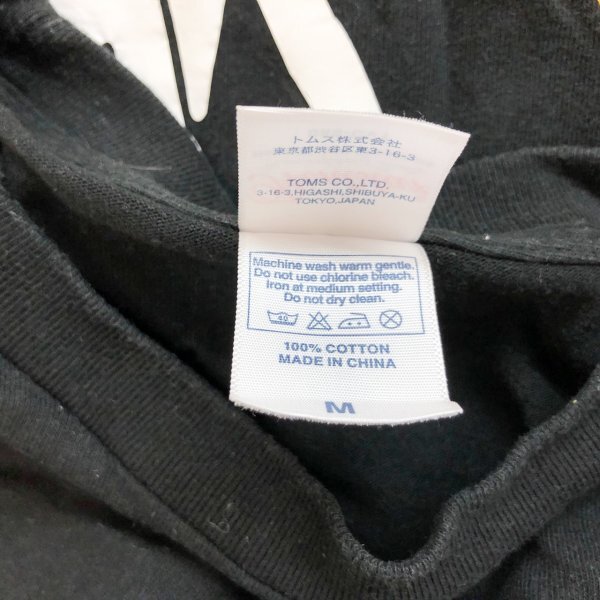 トムス株式会社
東京都渋谷区東3-16-3
TOMS CO.,LTD.
3-16-3,HIGASHI,SHIBUYA-KU
TOKYO,JAPAN
Machine wash warm gentle.
Do not use chlorine bleach.
Iron at medium setting.
Do not dry clean.
40
100% COTTON
MADE IN CHINA
M